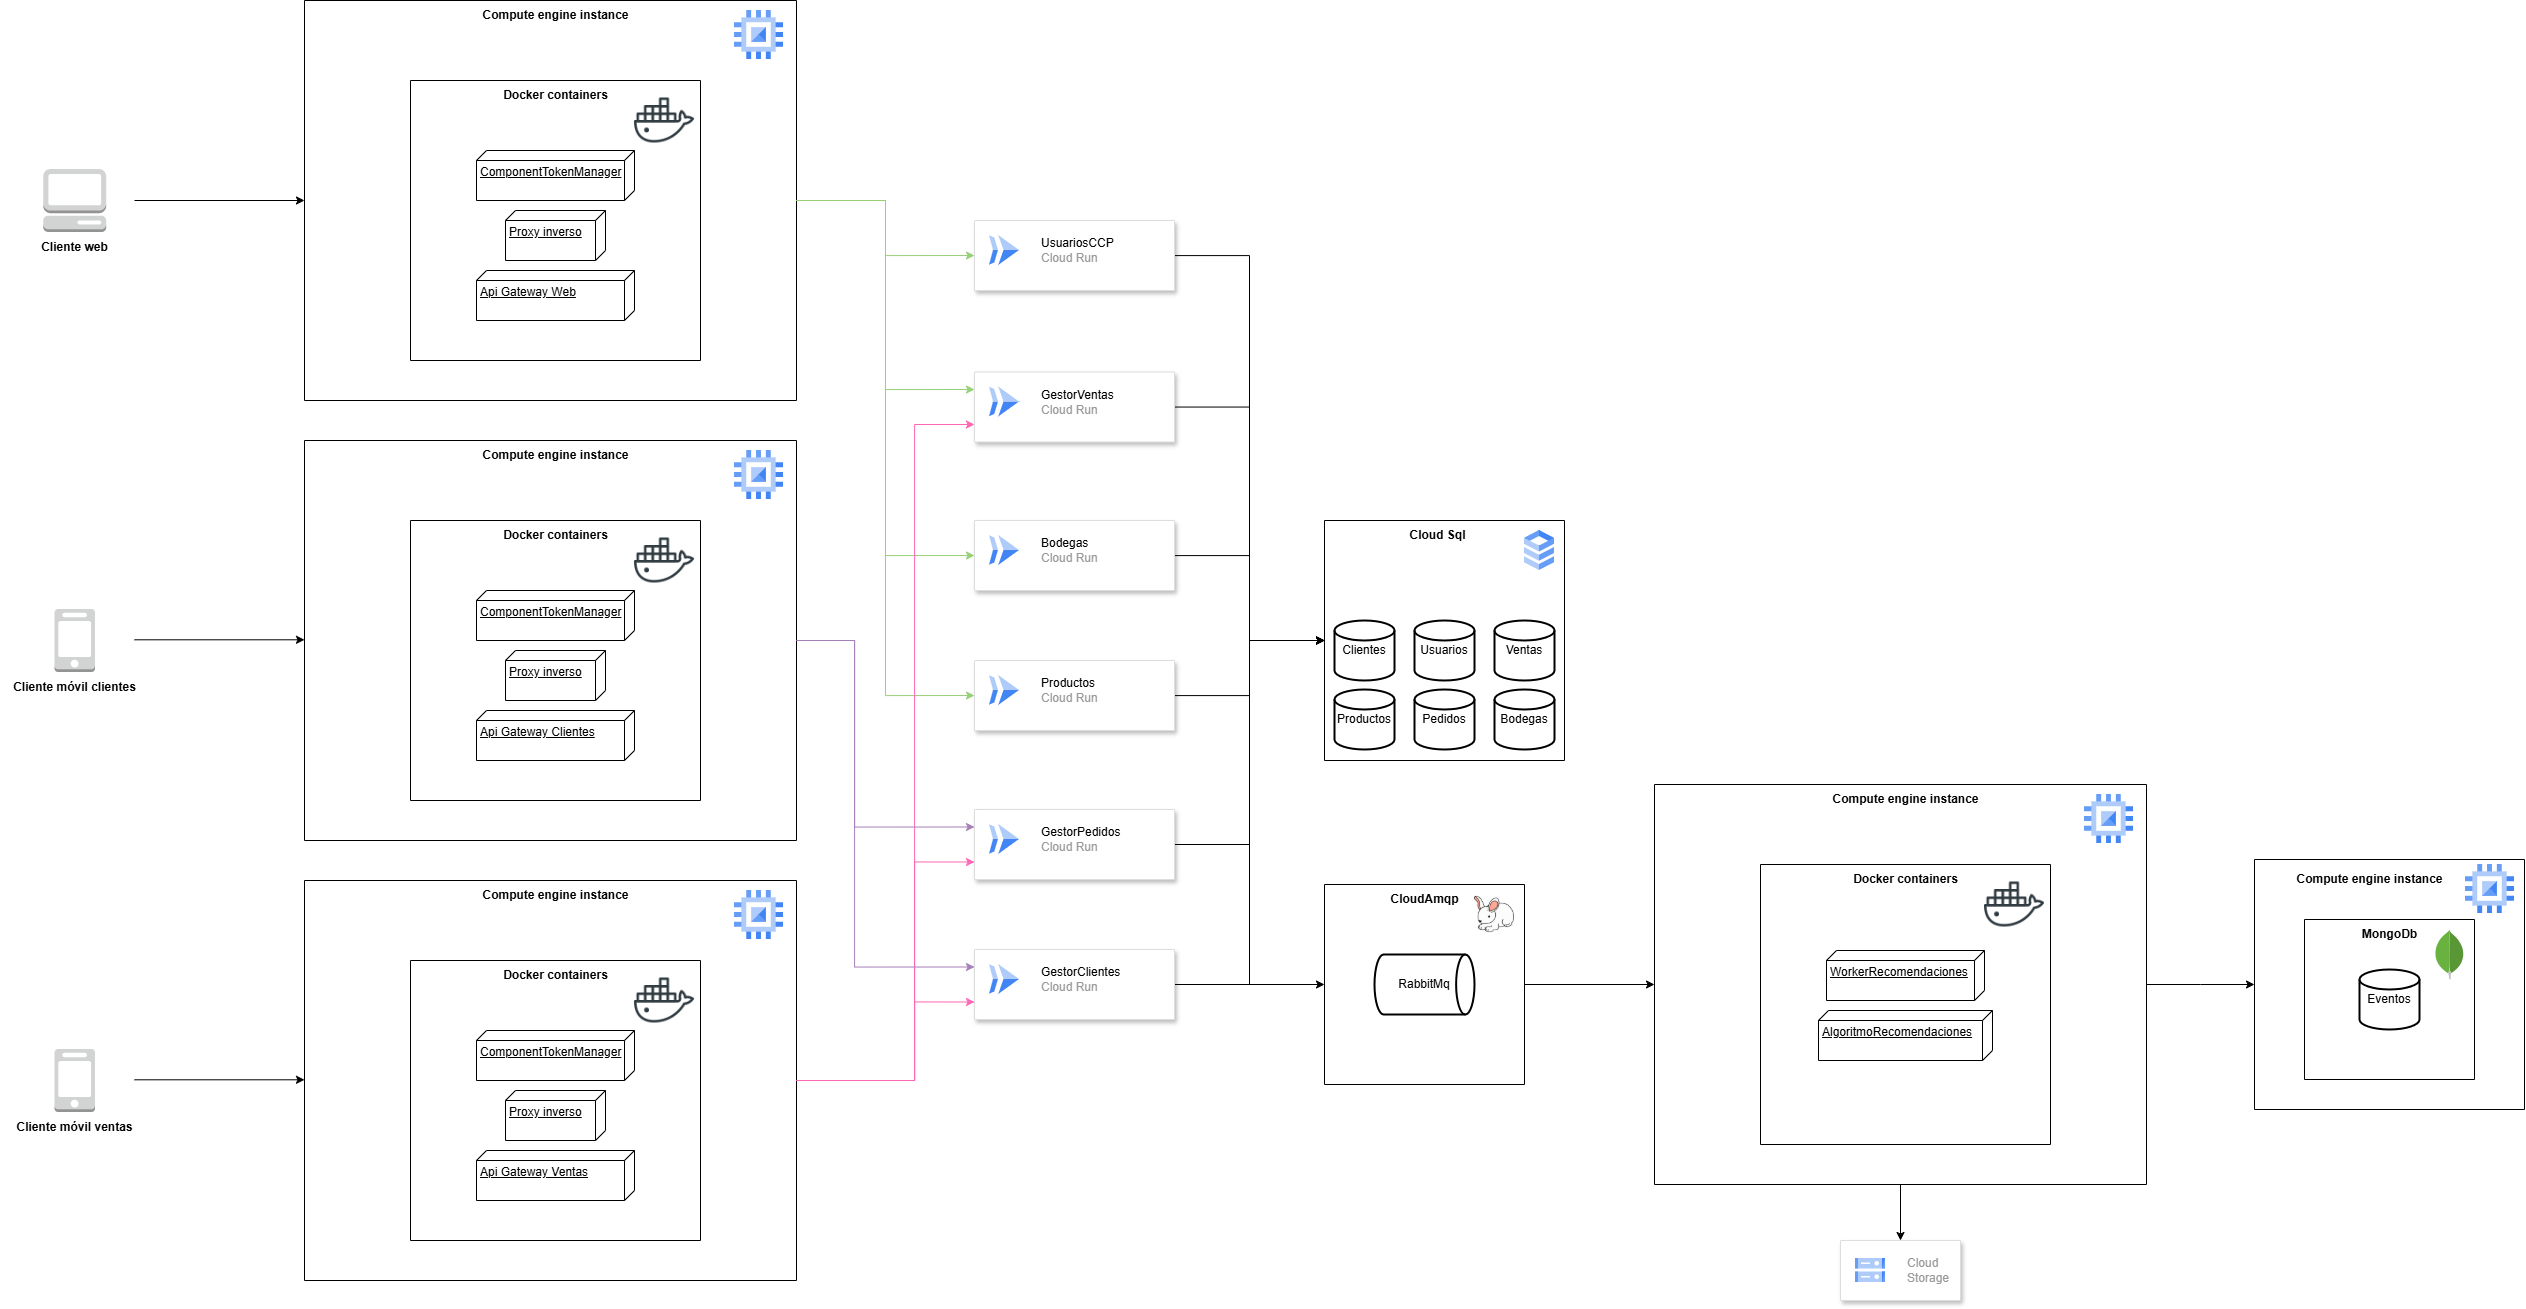 Compute engine instance
Docker containers
ComponentTokenManager
Proxy inverso
Api Gateway Web
Cliente web
Compute engine instance
Docker containers
ComponentTokenManager
Proxy inverso
Api Gateway Clientes
Cliente móvil clientes
Compute engine instance
Docker containers
ComponentTokenManager
Proxy inverso
Api Gateway Ventas
Cliente móvil ventas
UsuariosCCP
Cloud Run
GestorVentas
Cloud Run
Bodegas
Cloud Run
Productos
Cloud Run
GestorPedidos
Cloud Run
GestorClientes
Cloud Run
Cloud Sql
Clientes
Usuarios
Ventas
Productos
Pedidos
Bodegas
CloudAmqp
RabbitMq
Compute engine instance
Docker containers
WorkerRecomendaciones
AlgoritmoRecomendaciones
Cloud
Storage
Compute engine instance
MongoDb
Eventos